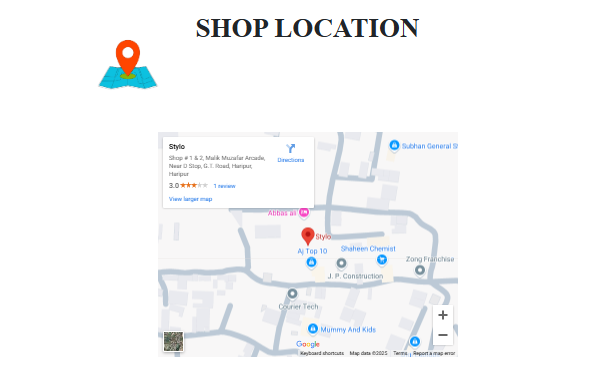 SHOP LOCATION
Stylo
Shop # 1 & 2, Malik Muzafar Arcade,
Near D Stop, G.T. Road, Haripur,
Haripur
Directions
3.0
1 review
View larger map
Subhan General S
Abbas as
Stylo
Aj Top 10
Shaheen Chemist
Zong Franchise
J. P. Construction
Courier Tech
Mummy And Kids
Google
Keyboard shortcuts
Map data ©2025
Terms
Report a map error